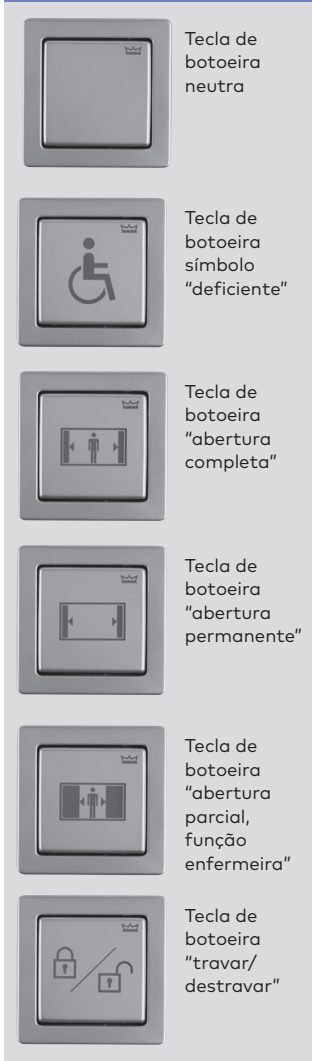 Tecla de
botoeira
neutra
Tecla de
botoeira
símbolo
“deficiente”
Tecla de
botoeira
“abertura
completa”
Tecla de
botoeira
“abertura
permanente”
Tecla de
botoeira
“abertura
parcial,
função
enfermeira”
Tecla de
botoeira
“travar/
destravar”